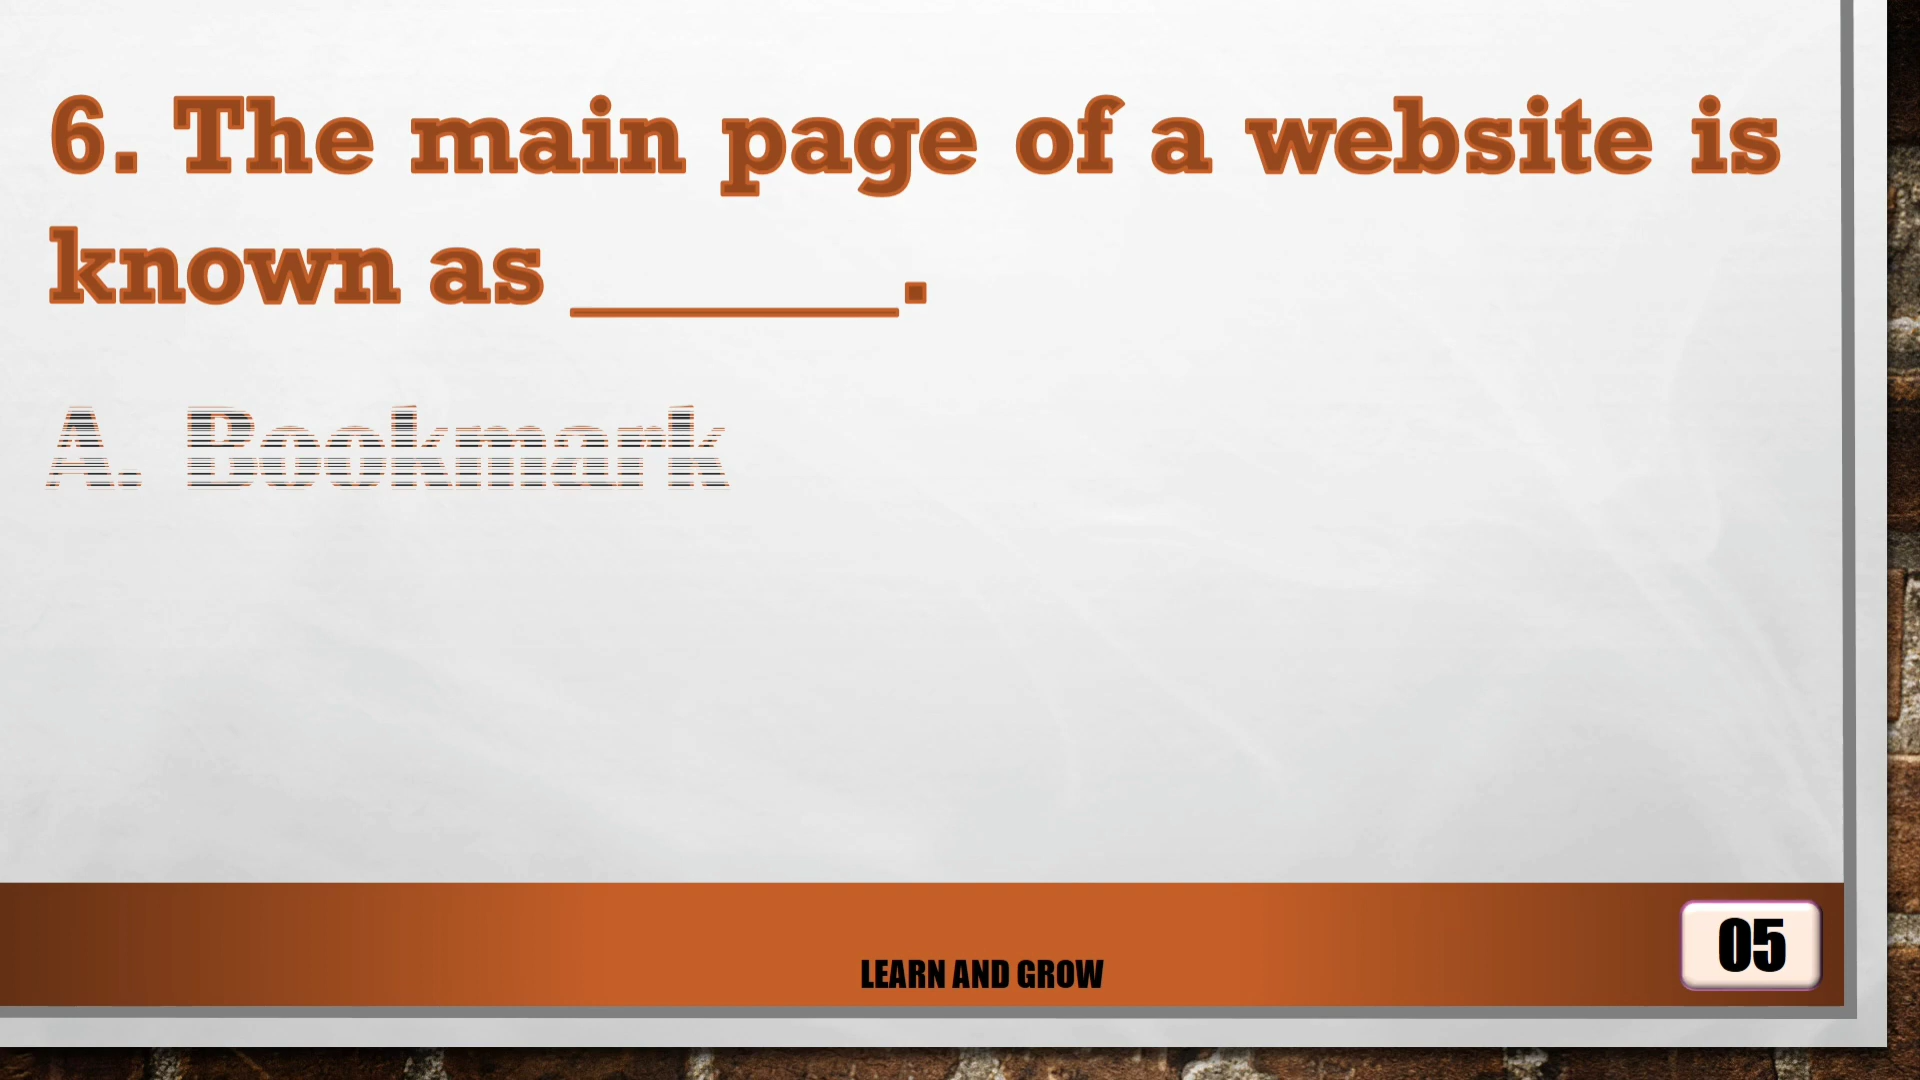 6. The main page of a website is
known as ______.
A. Bookmark
LEARN AND GROW
05